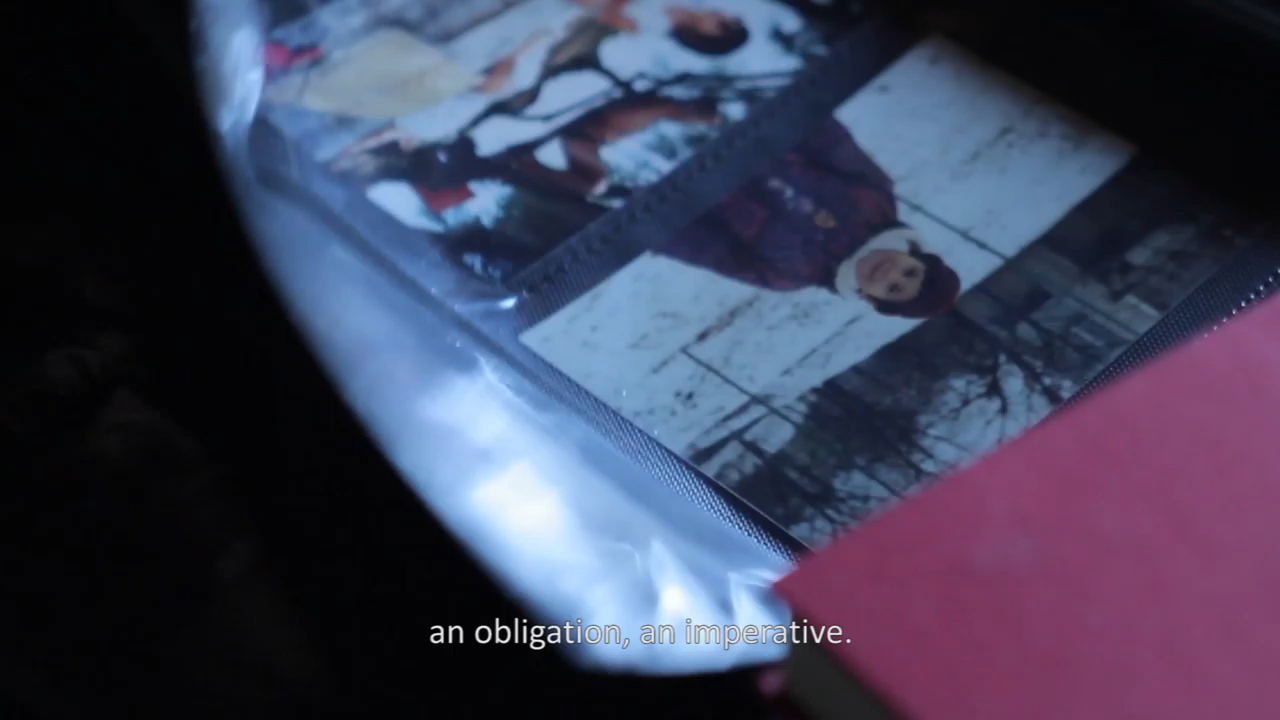 an obligation, an imperative.